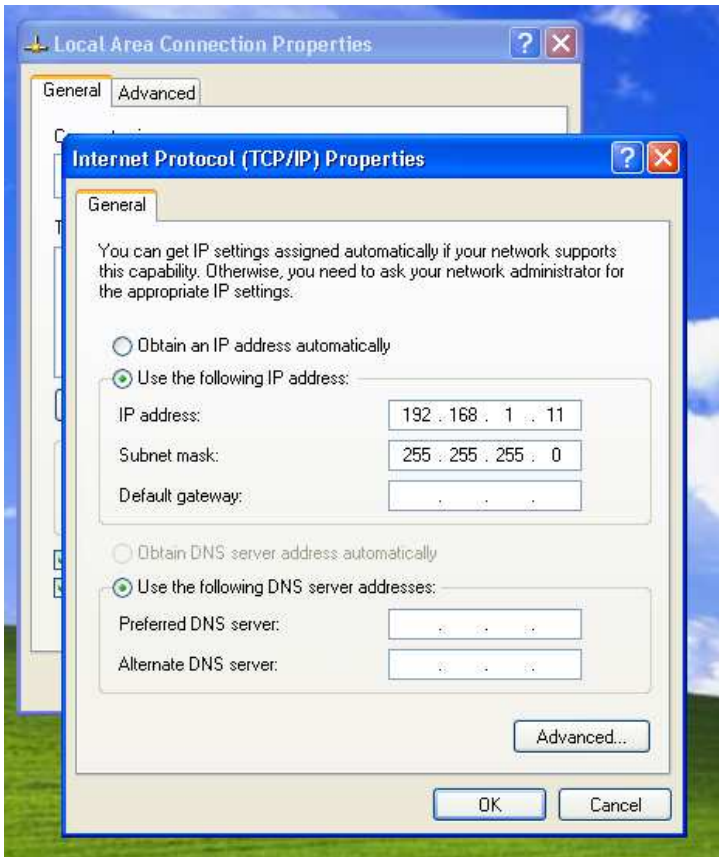 Local Area Connection Properties
General Advanced
Internet Protocol (TCP/IP) Properties
General
You can get IP settings assigned automatically if your network supports
this capability. Otherwise, you need to ask your network administrator for
the appropriate IP settings.
Obtain an IP address automatically
Use the following IP address:
IP address: 192 . 168 . 1 . 11
Subnet mask: 255 . 255 . 255 . 0
Default gateway: . . .
Obtain DNS server address automatically
Use the following DNS server addresses:
Preferred DNS server: . . .
Alternate DNS server: . . .
Advanced...
OK Cancel